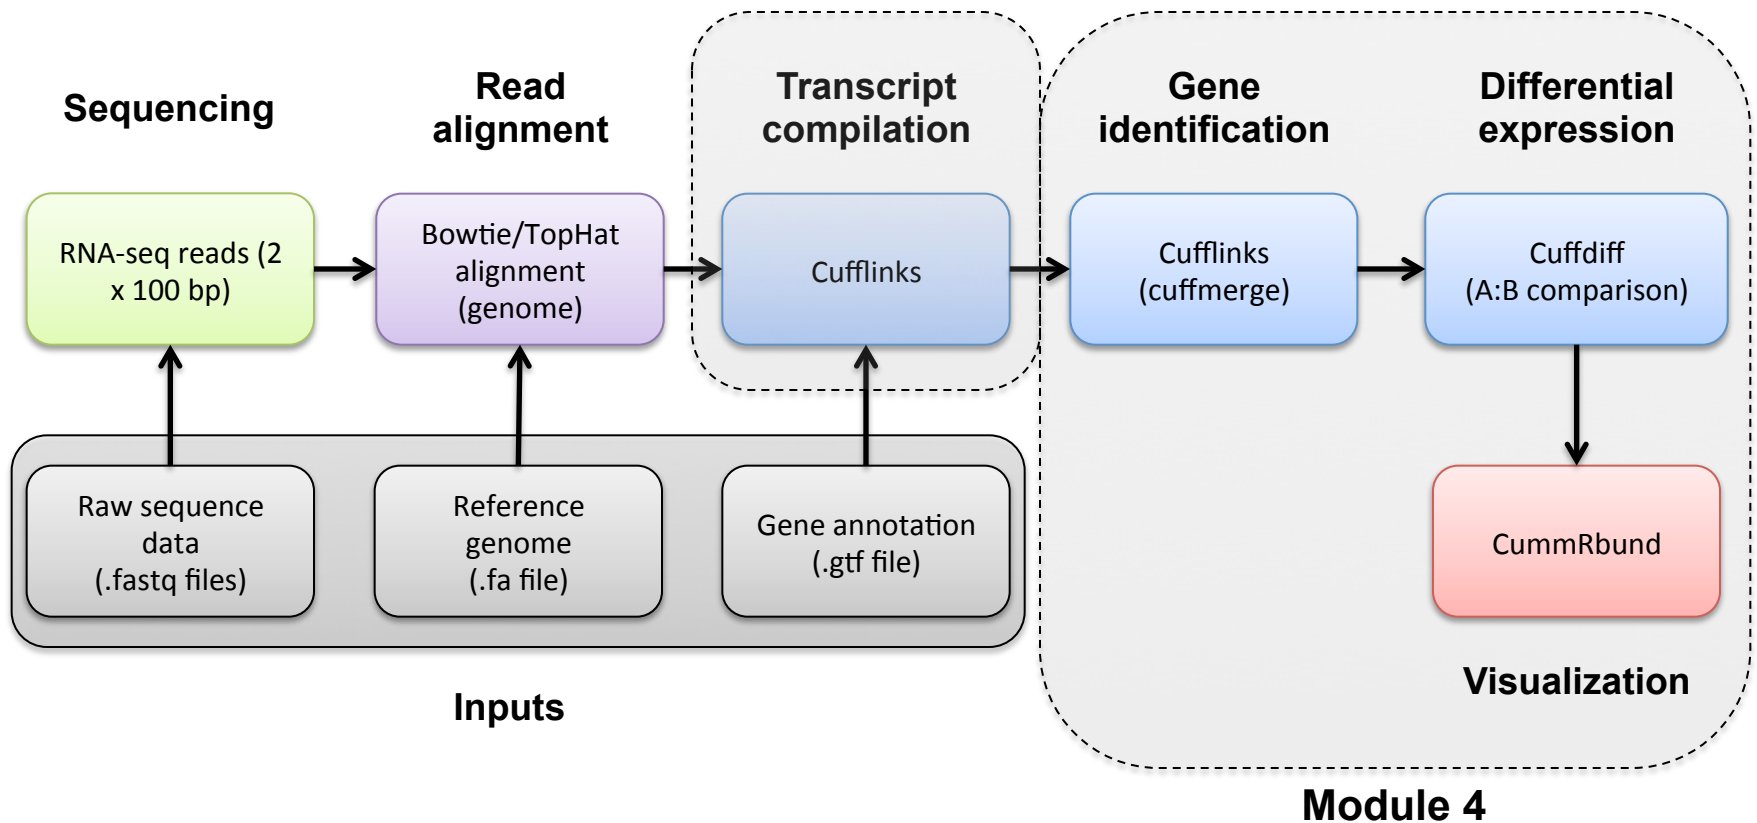 Sequencing
Read
alignment
Transcript
compilation
Gene
identification
Differential
expression
RNA-seq reads (2
x 100 bp)
Bowtie/TopHat
alignment
(genome)
Cufflinks
Cufflinks
(cuffmerge)
Cuffdiff
(A:B comparison)
Raw sequence
data
(.fastq files)
Reference
genome
(.fa file)
Gene annotation
(.gtf file)
CummRbund
Inputs
Visualization
Module 4